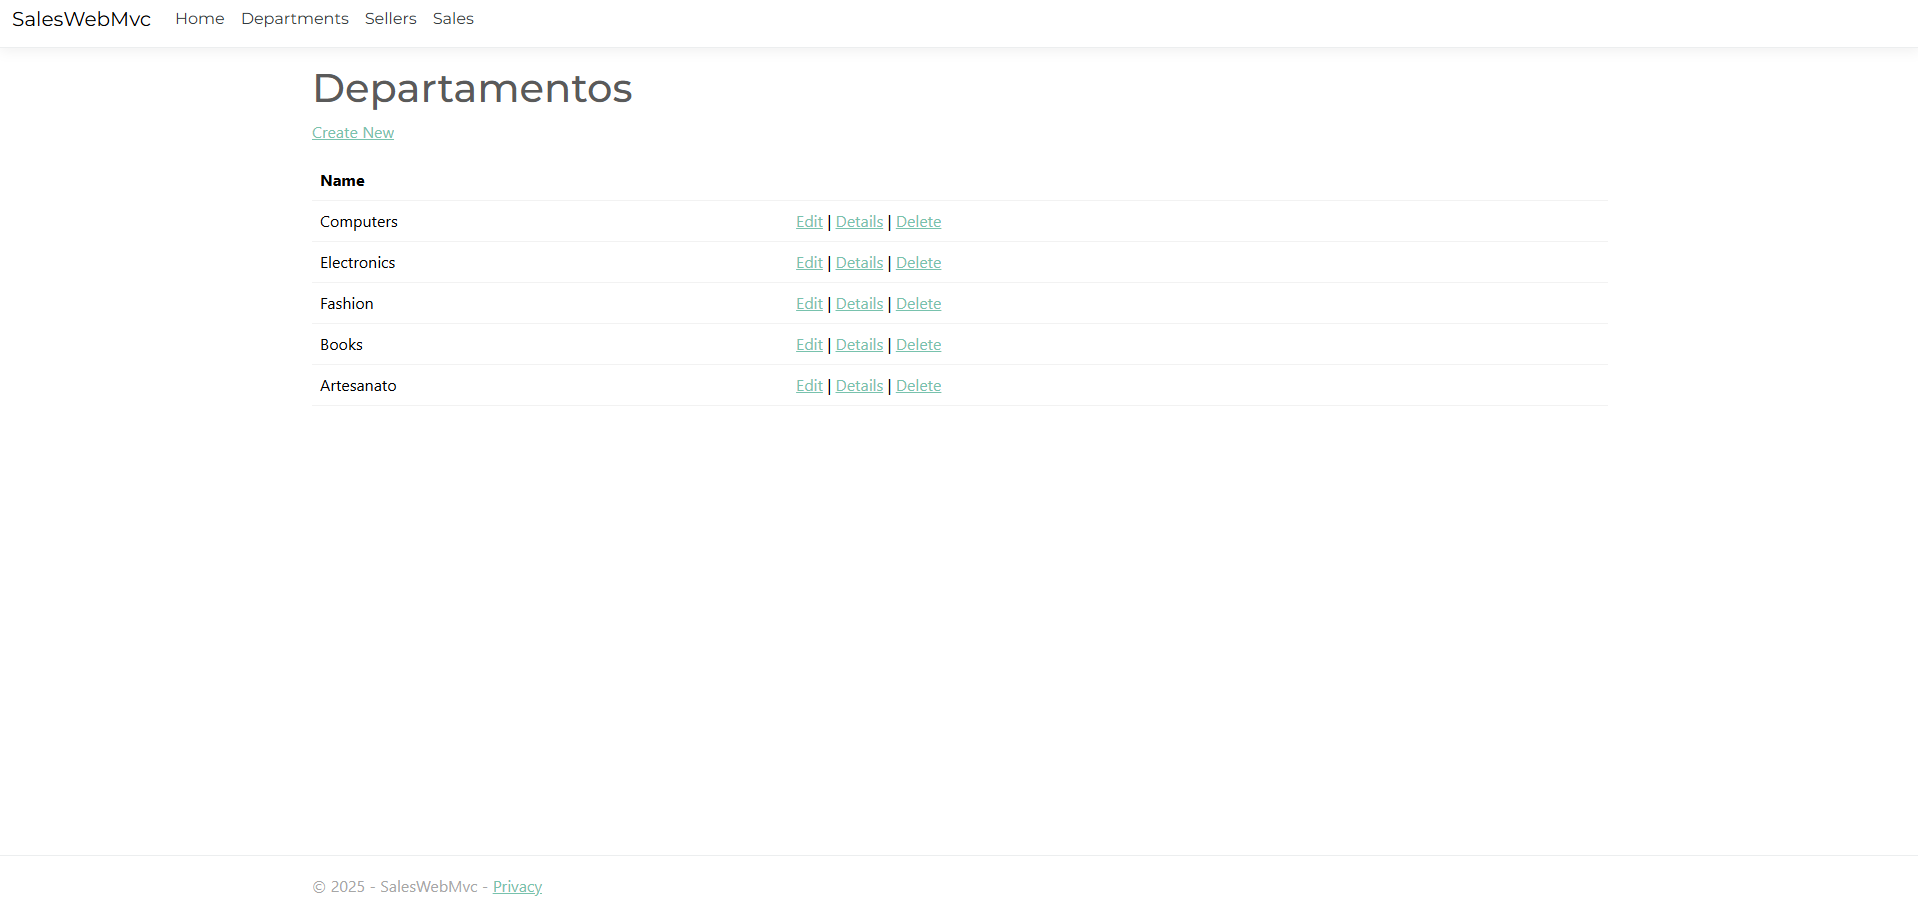 SalesWebMvc Home Departments Sellers Sales
Departamentos
Create New
Name
Computers Edit | Details | Delete
Electronics Edit | Details | Delete
Fashion Edit | Details | Delete
Books Edit | Details | Delete
Artesanato Edit | Details | Delete
© 2025 - SalesWebMvc - Privacy